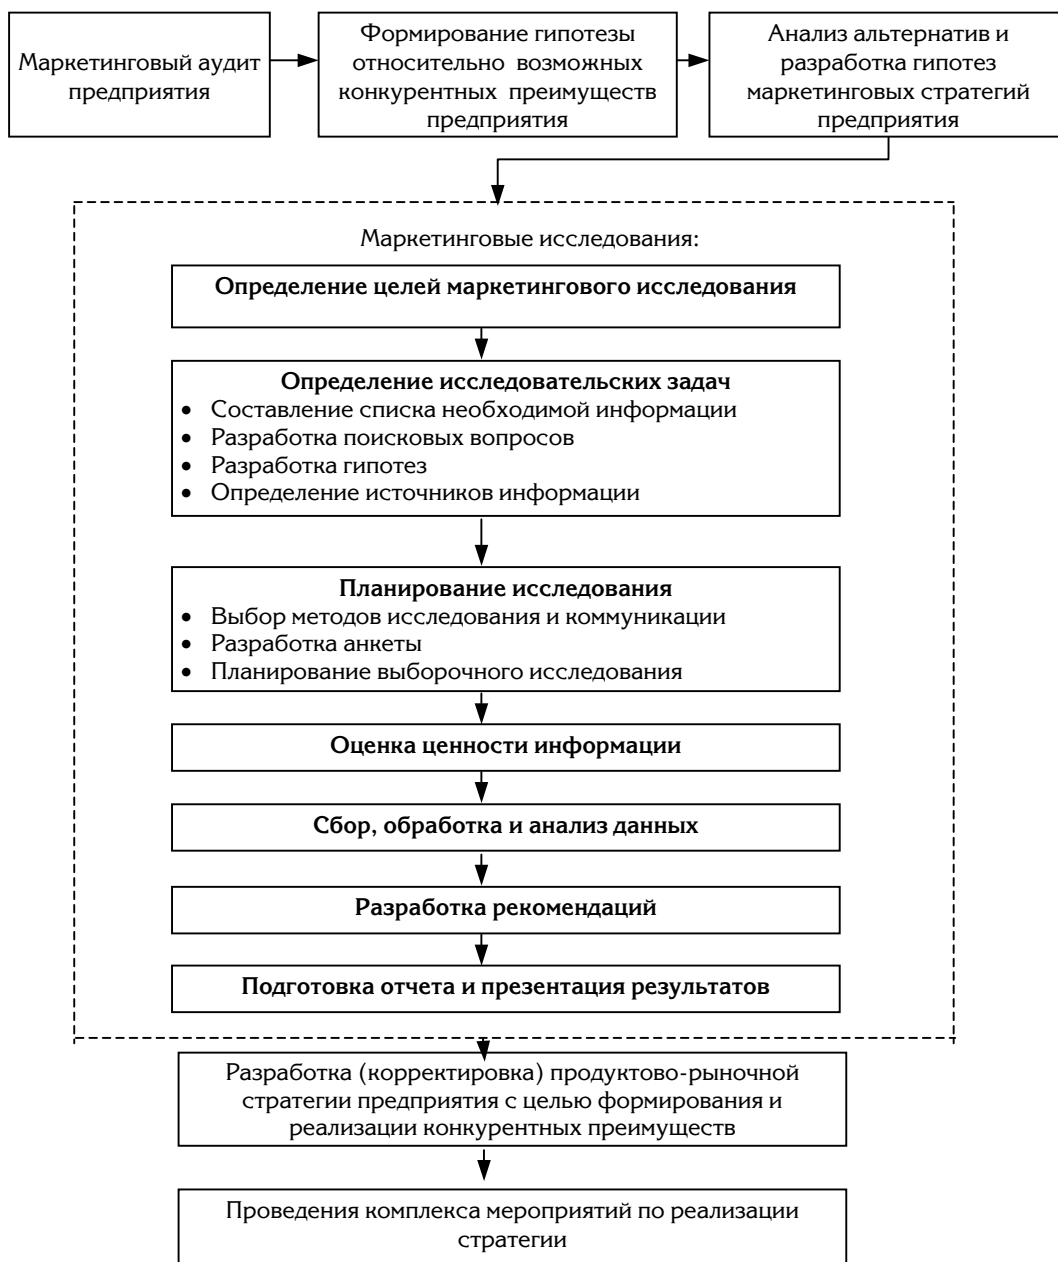 Маркетинговый аудит
предприятия
Формирование гипотезы
относительно возможных
конкурентных преимуществ
предприятия
Анализ альтернатив и
разработка гипотез
маркетинговых стратегий
предприятия
Маркетинговые исследования:
Определение целей маркетингового исследования
Определение исследовательских задач
• Составление списка необходимой информации
• Разработка поисковых вопросов
• Разработка гипотез
• Определение источников информации
Планирование исследования
• Выбор методов исследования и коммуникации
• Разработка анкеты
• Планирование выборочного исследования
Оценка ценности информации
Сбор, обработка и анализ данных
Разработка рекомендаций
Подготовка отчета и презентация результатов
Разработка (корректировка) продуктово-рыночной
стратегии предприятия с целью формирования и
реализации конкурентных преимуществ
Проведения комплекса мероприятий по реализации
стратегии